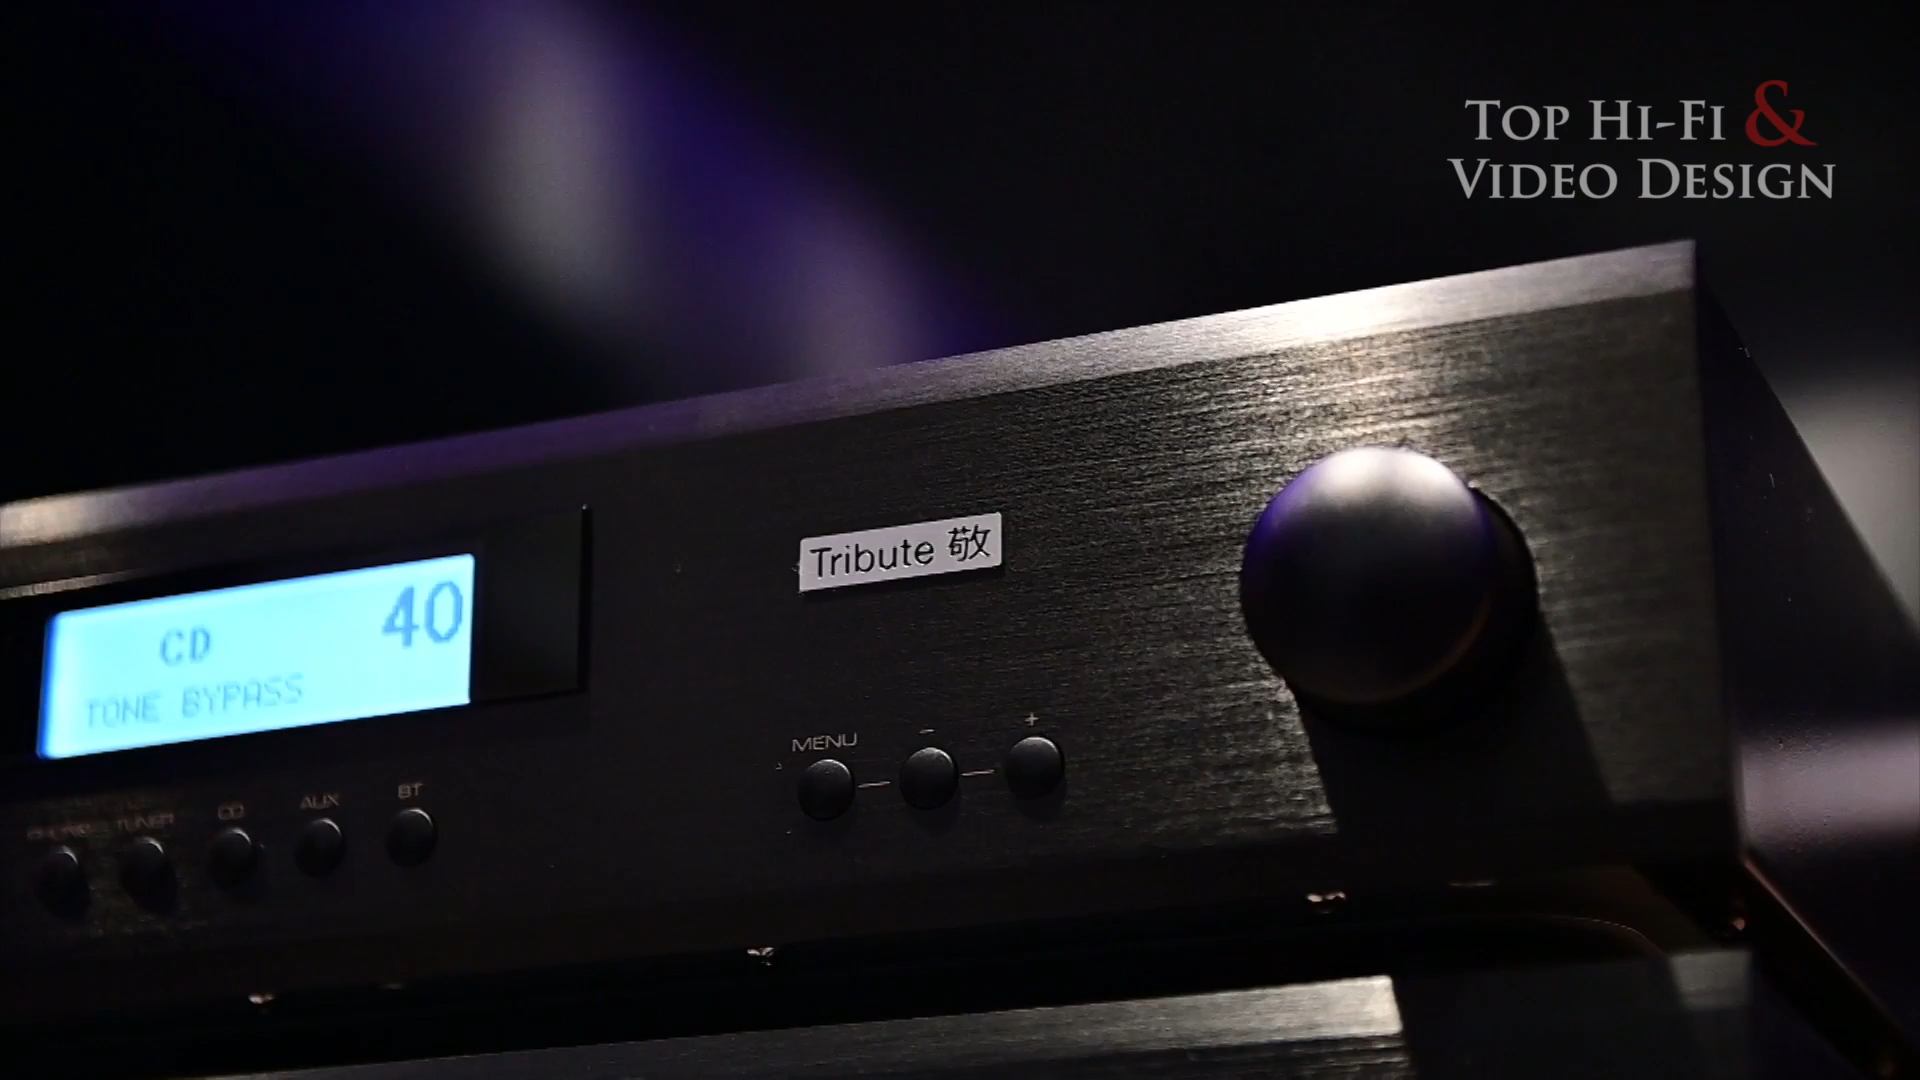 TOP HI-FI &
VIDEO DESIGN
Tribute 敬
40
CD
TONE BYPASS
MENU
-
+
TUNER
CD
AUX
BT